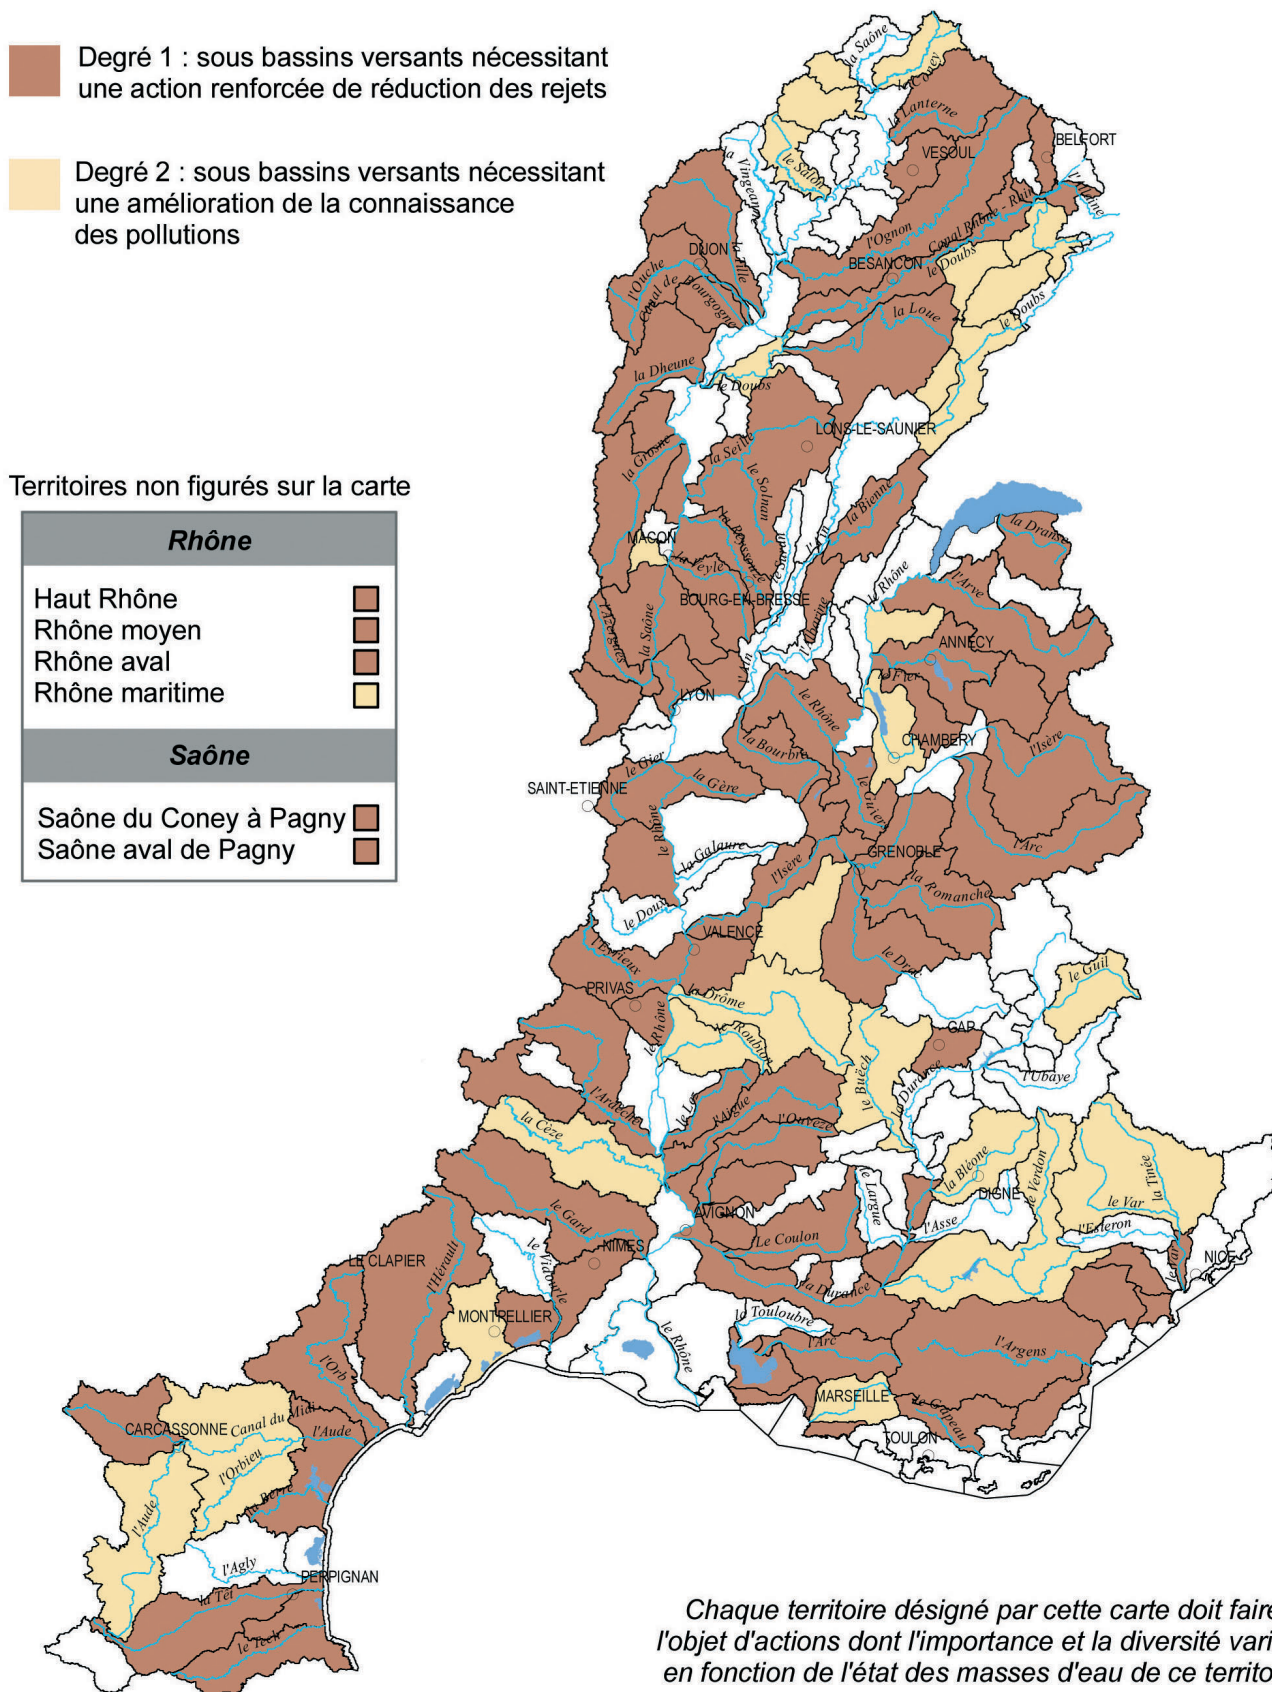 Degré 1 : sous bassins versants nécessitant
une action renforcée de réduction des rejets
Degré 2 : sous bassins versants nécessitant
une amélioration de la connaissance
des pollutions
Territoires non figurés sur la carte
Rhône
Haut Rhône
Rhône moyen
Rhône aval
Rhône maritime
Saône
Saône du Coney à Pagny
Saône aval de Pagny
la Saône
le Coney
la Lanterne
BELFORT
VESOUL
le Salon
a Vingeanne
l'Ognon
Canal Rhône - Rhin
DIJON
la Tille
BESANCON
le Doubs
l'Ouche
Canal de Bourgogne
la Loue
le Doubs
la Dheune
le Doubs
LONS-LE-SAUNIER
la Grosne
la Seille
le Solnan
la Bienne
la Dranse
MACON
la Reyssouze
la Veyle
le Suran
l'Ain
le Rhône
l'Arve
BOURG-EN-BRESSE
l'Azergues
la Saône
l'Albarine
ANNECY
l'Ain
le Fier
LYON
le Rhône
la Bourbre
CHAMBERY
l'Isère
le Gier
la Gère
SAINT-ETIENNE
le Guiers
le Rhône
la Galaure
l'Isère
GRENOBLE
l'Arc
la Romanche
le Doux
VALENCE
l'Eyrieux
le Drac
PRIVAS
la Drôme
le Guil
le Rhône
le Roubion
GAP
le Buëch
la Durance
l'Ubaye
l'Ardèche
le Lez
l'Aigue
l'Ouvèze
la Cèze
la Bléone
le Verdon
la Tinée
DIGNE
le Largue
le Var
le Gard
AVIGNON
l'Asse
l'Esteron
Le Coulon
NIMES
le Vidourle
LE CLAPIER
l'Hérault
le Var
NICE
la Durance
MONTPELLIER
la Touloubre
le Rhône
l'Arc
l'Argens
l'Orb
MARSEILLE
le Gapeau
CARCASSONNE
Canal du Midi
l'Aude
TOULON
l'Orbieu
la Berre
l'Aude
l'Agly
PERPIGNAN
la Têt
le Tech
Chaque territoire désigné par cette carte doit faire
l'objet d'actions dont l'importance et la diversité vari
en fonction de l'état des masses d'eau de ce territo